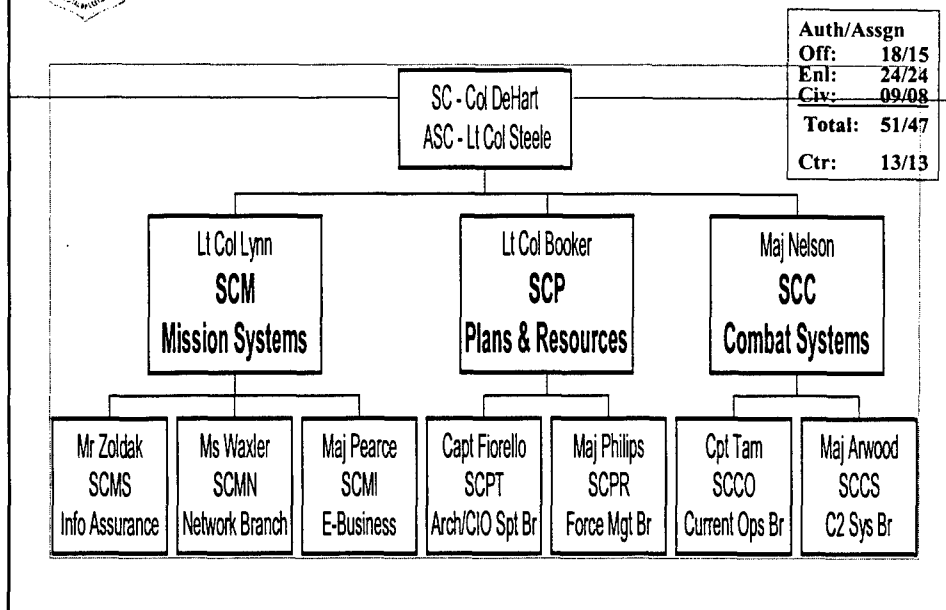 Auth/Assgn
Off: 18/15
Enl: 24/24
Civ: 09/08
Total: 51/47
Ctr: 13/13
SC - Col DeHart
ASC - Lt Col Steele
Lt Col Lynn
SCM
Mission Systems
Lt Col Booker
SCP
Plans & Resources
Maj Nelson
SCC
Combat Systems
Mr Zoldak
SCMS
Info Assurance
Ms Waxler
SCMN
Network Branch
Maj Pearce
SCMI
E-Business
Capt Fiorello
SCPT
Arch/CIO Spt Br
Maj Philips
SCPR
Force Mgt Br
Cpt Tam
SCCO
Current Ops Br
Maj Arwood
SCCS
C2 Sys Br